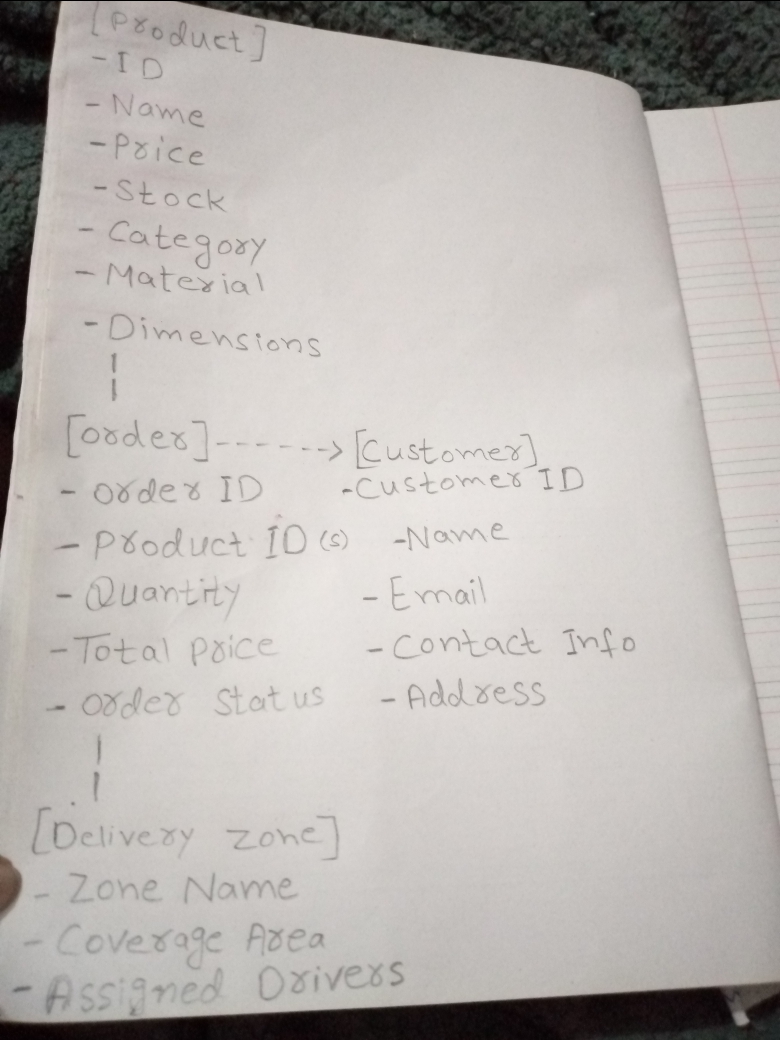 [Product]
- ID
- Name
- Price
- Stock
- Category
- Material
- Dimensions
[order] ------> [Customer]
- order ID - Customer ID
- Product ID(s) - Name
- Quantity - Email
- Total price - Contact Info
- order Status - Address
[Delivery zone]
- Zone Name
- Coverage Area
- Assigned Drivers